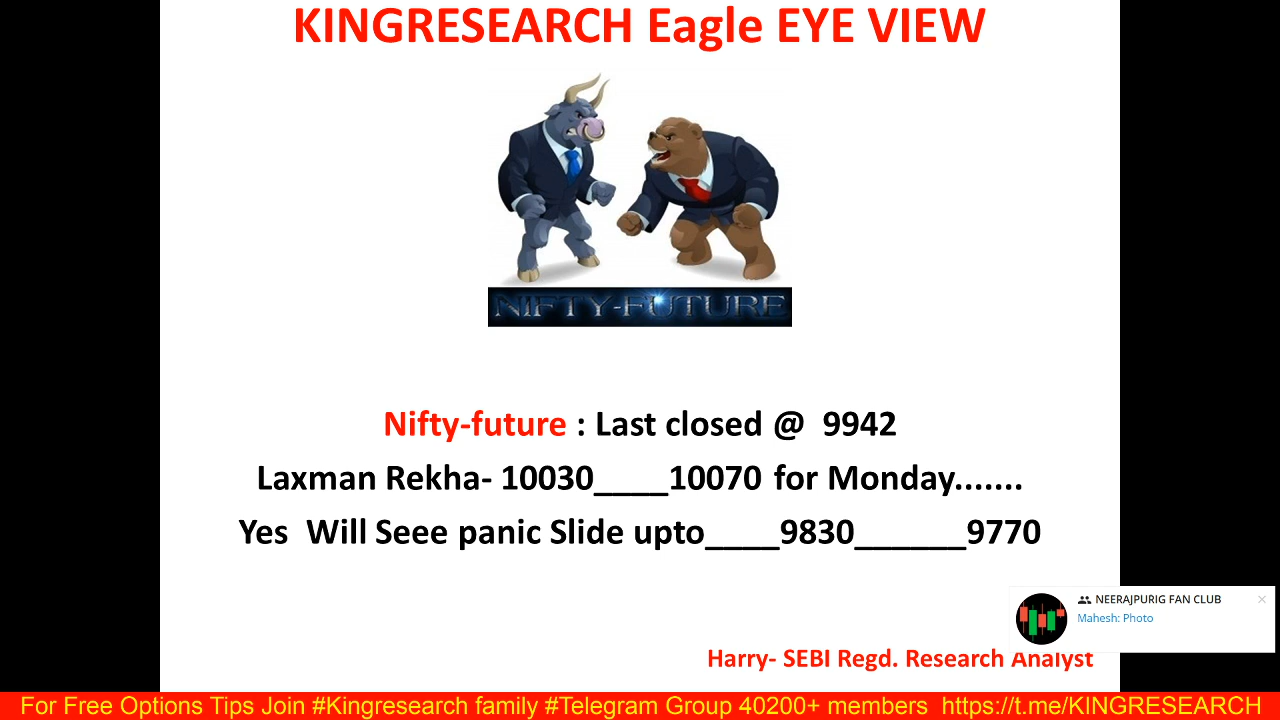 KINGRESEARCH Eagle EYE VIEW
NIFTY-FUTURE
Nifty-future : Last closed @ 9942
Laxman Rekha- 10030____10070 for Monday.......
Yes Will Seee panic Slide upto____9830______9770
NEERAJPURIG FAN CLUB
Mahesh: Photo
Harry- SEBI Regd. Research Analyst
For Free Options Tips Join #Kingresearch family #Telegram Group 40200+ members https://t.me/KINGRESEARCH